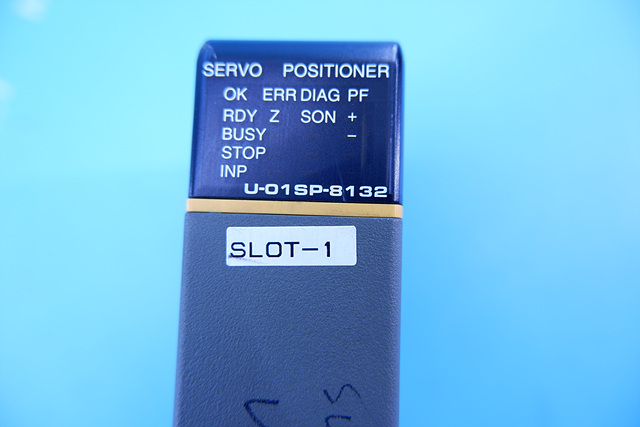 SERVO POSITIONER
OK ERR DIAG PF
RDY Z SON +
BUSY -
STOP
INP
U-01SP-8132
SLOT-1